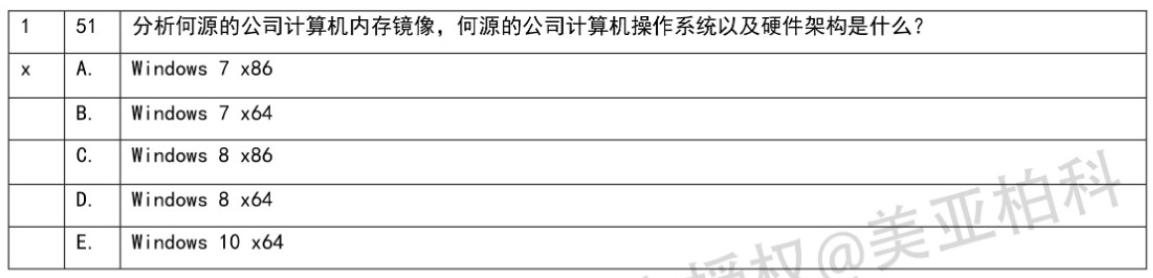 1 51 分析何源的公司计算机内存镜像，何源的公司计算机操作系统以及硬件架构是什么？
x A. Windows 7 x86
B. Windows 7 x64
C. Windows 8 x86
D. Windows 8 x64
E. Windows 10 x64
授权@美亚柏科